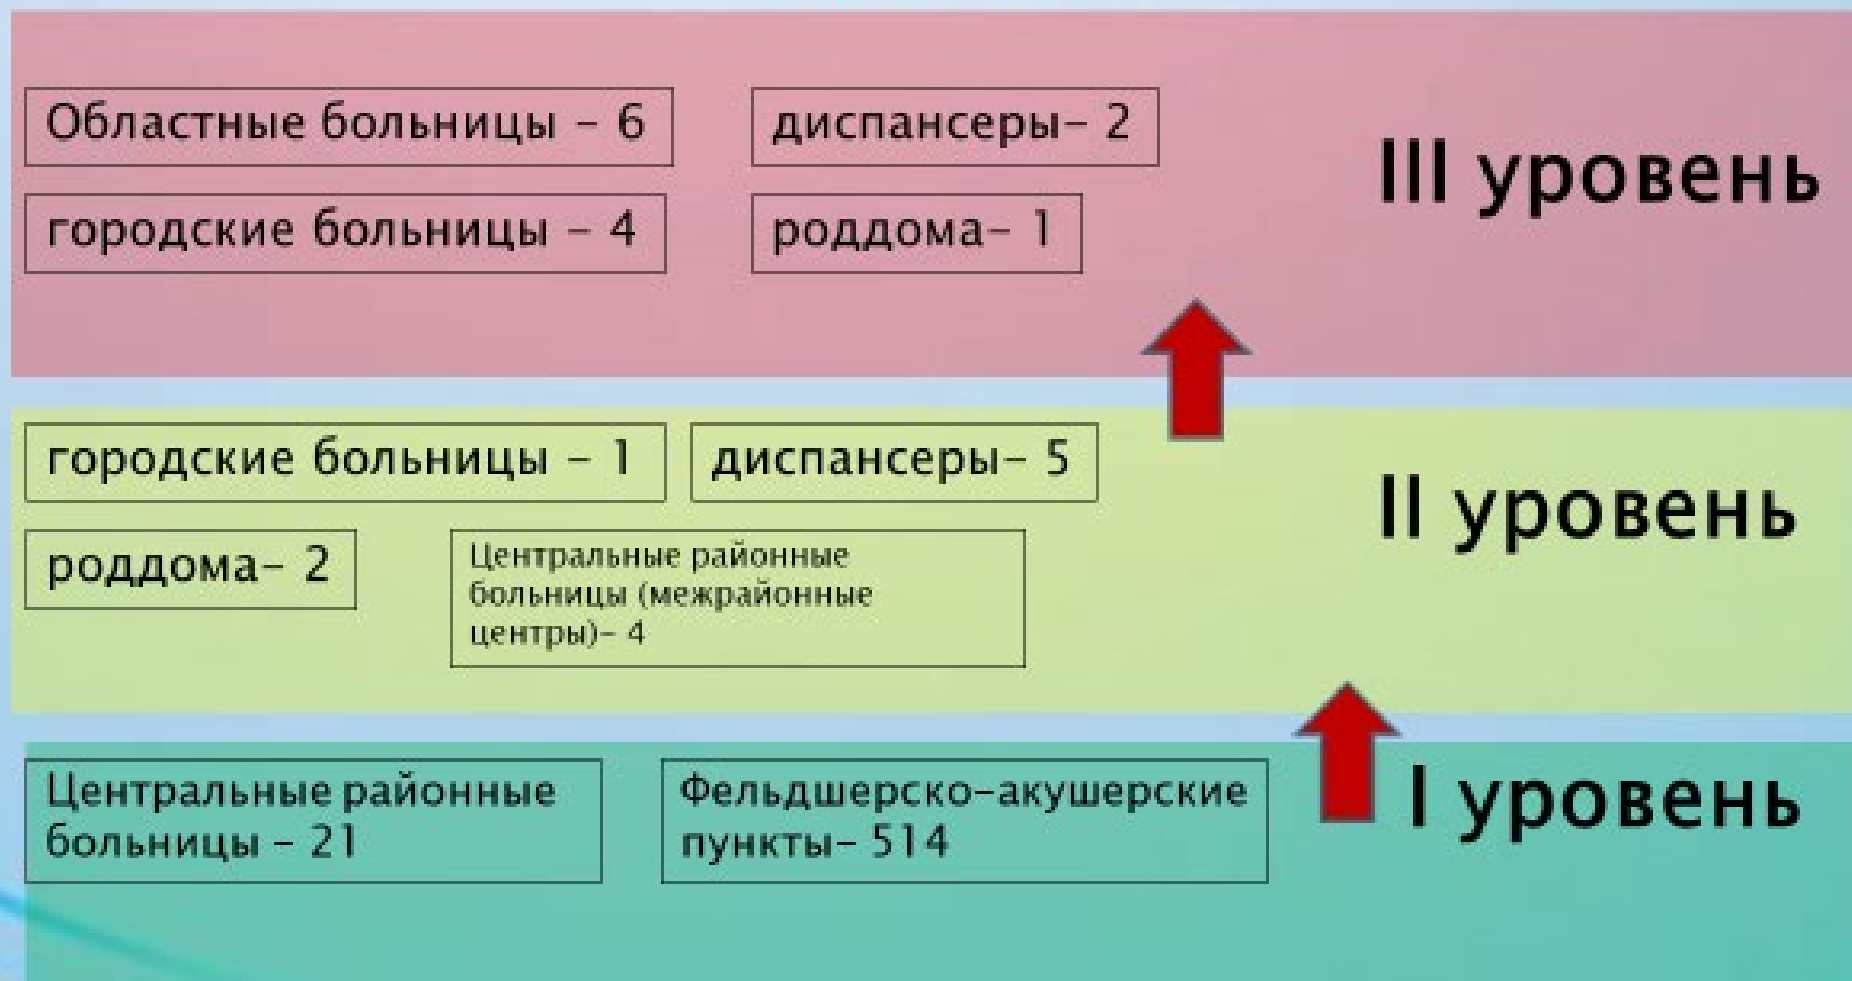 Областные больницы – 6
диспансеры– 2
городские больницы – 4
роддома– 1
III уровень
городские больницы – 1
диспансеры– 5
роддома– 2
Центральные районные
больницы (межрайонные
центры)– 4
II уровень
Центральные районные
больницы – 21
Фельдшерско–акушерские
пункты– 514
I уровень